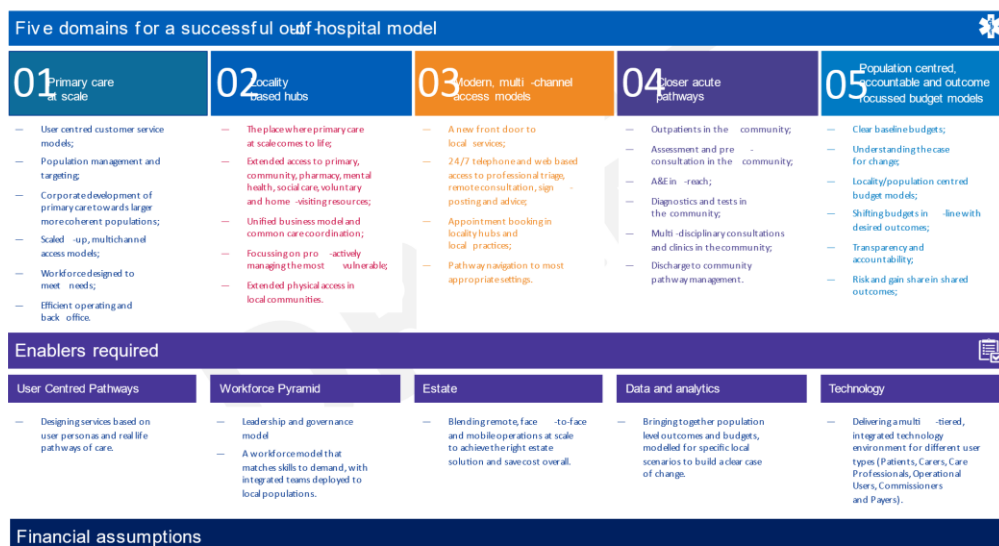 Five domains for a successful out-of-hospital model
01 Primary care
at scale
— User centred customer service
models;
— Population management and
targeting;
— Corporate development of
primary care towards larger
more coherent populations;
— Scaled -up, multichannel
access models;
— Workforce designed to
meet needs;
— Efficient operating and
back office.
02 Locality
based hubs
— The place where primary care
at scale comes to life;
— Extended access to primary,
community, pharmacy, mental
health, social care, voluntary
and home -visiting resources;
— Unified business model and
common care coordination;
— Focussing on pro -actively
managing the most vulnerable;
— Extended physical access in
local communities.
03 Modern, multi -channel
access models
— A new front door to
local services;
— 24/7 telephone and web based
access to professional triage,
remote consultation, sign -
posting and advice;
— Appointment booking in
locality hubs and
local practices;
— Pathway navigation to most
appropriate settings.
04 Closer acute
pathways
— Outpatients in the community;
— Assessment and pre -
consultation in the community;
— A&E in -reach;
— Diagnostics and tests in
the community;
— Multi -disciplinary consultations
and clinics in the community;
— Discharge to community
pathway management.
05 Population centred,
accountable and outcome
focussed budget models
— Clear baseline budgets;
— Understanding the case
for change;
— Locality/population centred
budget models;
— Shifting budgets in -line with
desired outcomes;
— Transparency and
accountability;
— Risk and gain share in shared
outcomes;
Enablers required
User Centred Pathways
— Designing services based on
user personas and real life
pathways of care.
Workforce Pyramid
— Leadership and governance
model
— A workforce model that
matches skills to demand, with
integrated teams deployed to
local populations.
Estate
— Blending remote, face -to-face
and mobile operations at scale
to achieve the right estate
solution and save cost overall.
Data and analytics
— Bringing together population
level outcomes and budgets,
modelled for specific local
scenarios to build a clear case
of change.
Technology
— Delivering a multi -tiered,
integrated technology
environment for different user
types (Patients, Carers, Care
Professionals, Operational
Users, Commissioners
and Payers).
Financial assumptions